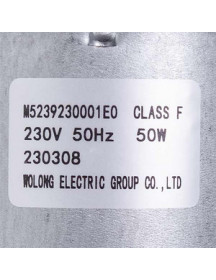 M5239230001E0 CLASS F
230V 50Hz 50W
230308
WOLONG ELECTRIC GROUP CO.,LTD